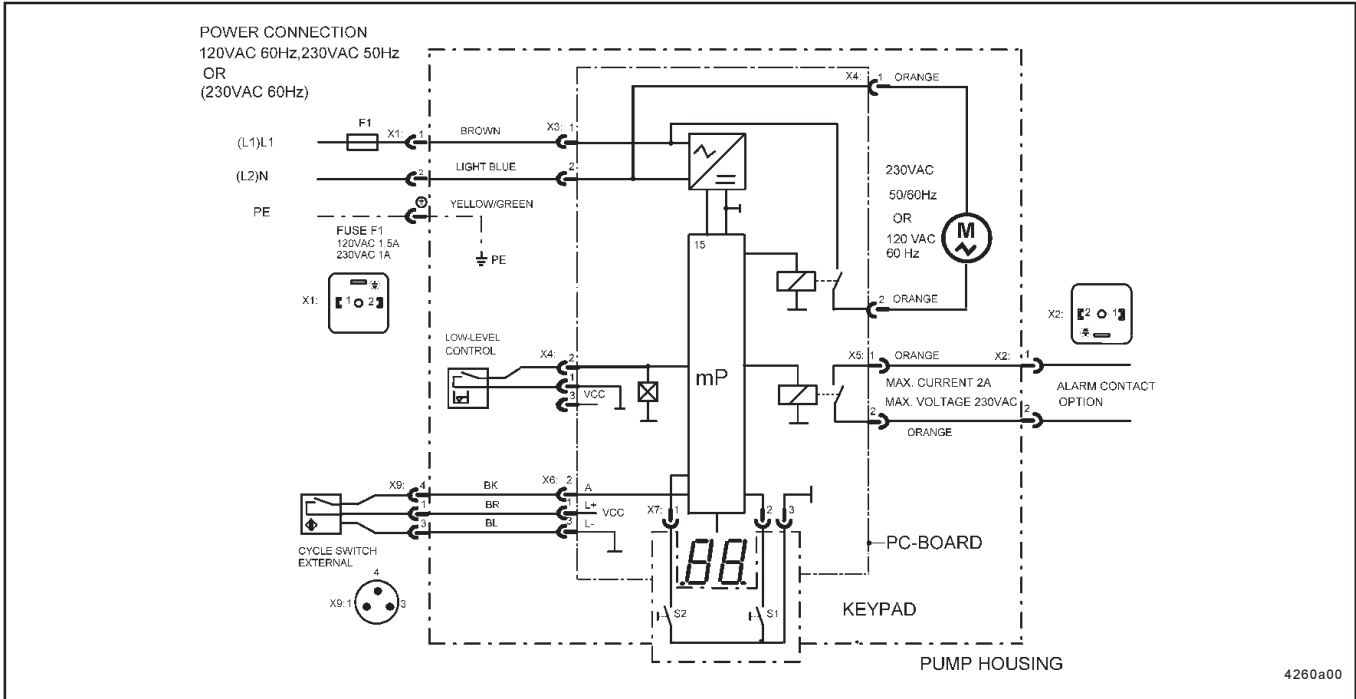 POWER CONNECTION
120VAC 60Hz,230VAC 50Hz
OR
(230VAC 60Hz)
X4: 1 ORANGE
(L1)L1
F1
X1: 1
BROWN
X3: 1
(L2)N
2
LIGHT BLUE
2
PE
YELLOW/GREEN
FUSE F1
120VAC 1.5A
230VAC 1A
PE
230VAC
50/60Hz
OR
120 VAC
60 Hz
M
15
2 ORANGE
X1:
1 2
X2:
2 1
LOW-LEVEL
CONTROL
X4: 2
1
3 VCC
mP
X5: 1 ORANGE
X2: 1
MAX. CURRENT 2A
MAX. VOLTAGE 230VAC
ALARM CONTACT
OPTION
2
ORANGE
2
X9: 4
BK
X6: 2 A
1
BR
1 L+ VCC
3
BL
3 L-
X7: 1
2
3
CYCLE SWITCH
EXTERNAL
4
X9: 1 3
88
PC-BOARD
S2
S1
KEYPAD
PUMP HOUSING
4260a00